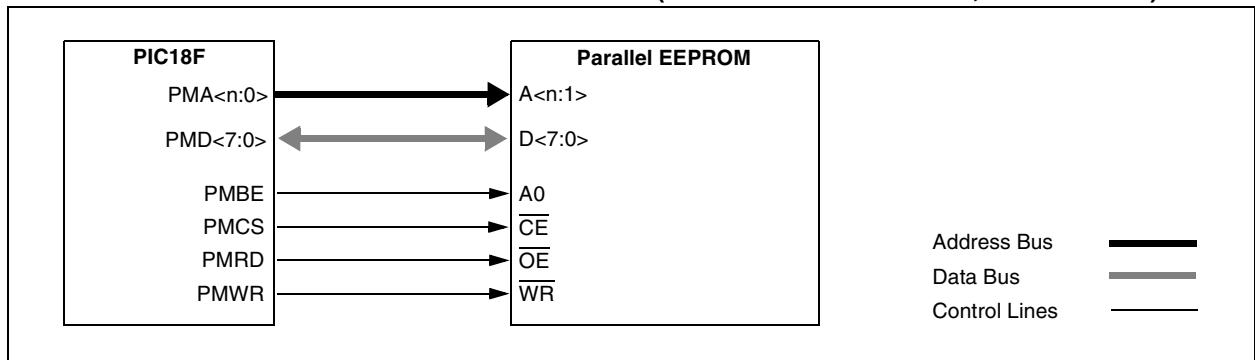 PIC18F
Parallel EEPROM
PMA<n:0>
A<n:1>
PMD<7:0>
D<7:0>
PMBE
A0
PMCS
CE
PMRD
OE
PMWR
WR
Address Bus
Data Bus
Control Lines